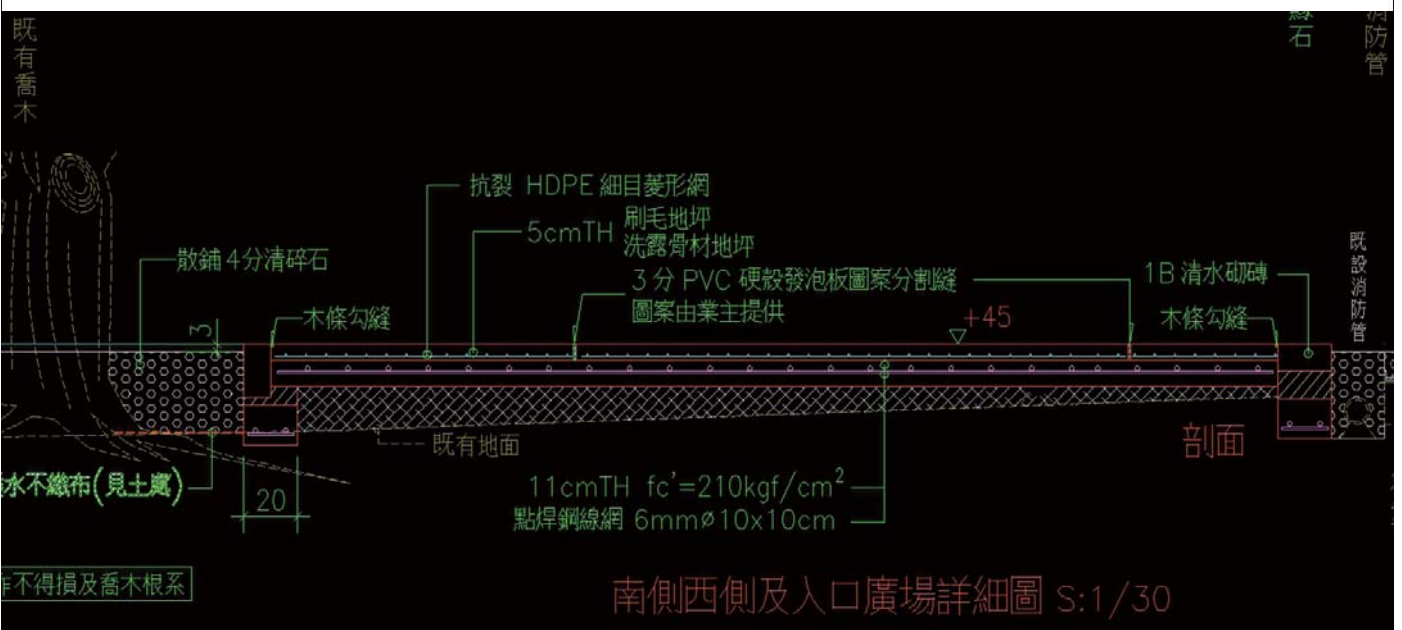 既有喬木
石
消防管
抗裂 HDPE 細目菱形網
5cmTH 刷毛地坪
洗露骨材地坪
既設消防管
散鋪4分清碎石
3分 PVC 硬殼發泡板圖案分割縫
圖案由業主提供
1B 清水砌磚
3
木條勾縫
+45
木條勾縫
既有地面
剖面
水不織布(見土處)
20
11cmTH fc'=210kgf/cm²
點焊鋼線網 6mmø10x10cm
不得損及喬木根系
南側西側及入口廣場詳細圖 S:1/30